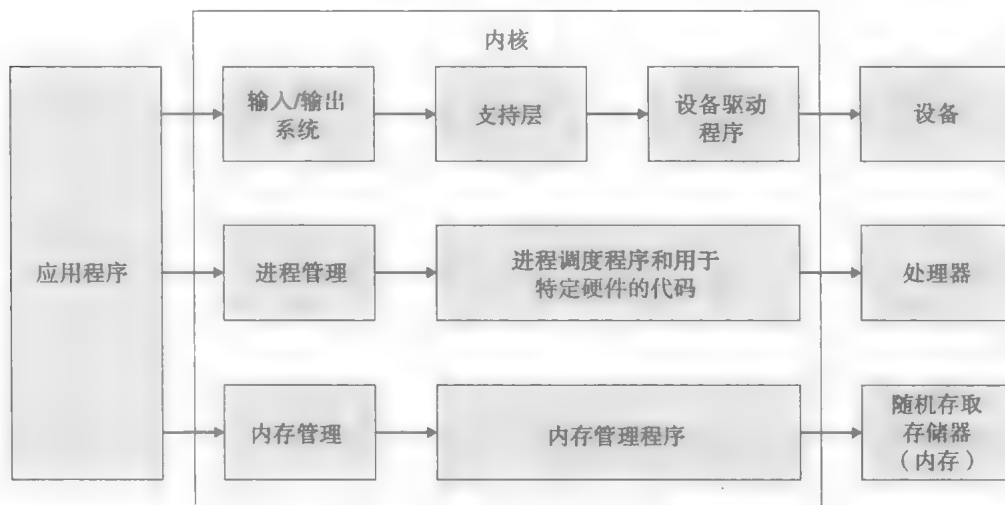 内核
输入/输出
系统
支持层
设备驱动
程序
设备
应用程序
进程管理
进程调度程序和用于
特定硬件的代码
处理器
内存管理
内存管理程序
随机存取
存储器
（内存）